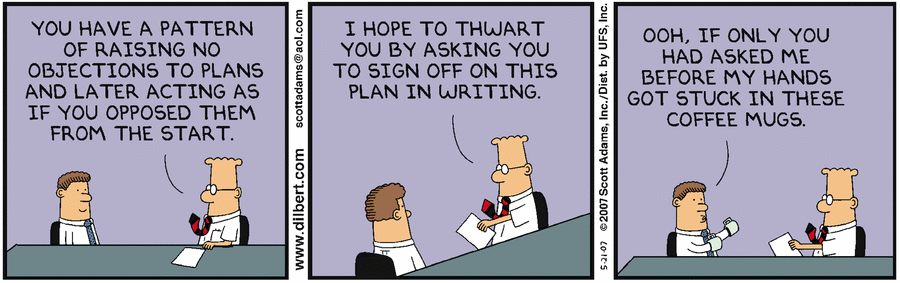 YOU HAVE A PATTERN
OF RAISING NO
OBJECTIONS TO PLANS
AND LATER ACTING AS
IF YOU OPPOSED THEM
FROM THE START.
www.dilbert.com
scottadams@aol.com
I HOPE TO THWART
YOU BY ASKING YOU
TO SIGN OFF ON THIS
PLAN IN WRITING.
5-21-07 ©2007 Scott Adams, Inc./Dist. by UFS, Inc.
OOH, IF ONLY YOU
HAD ASKED ME
BEFORE MY HANDS
GOT STUCK IN THESE
COFFEE MUGS.